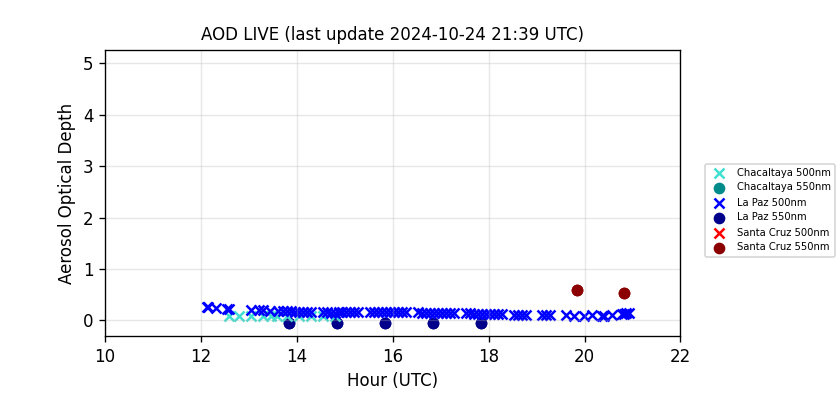 AOD LIVE (last update 2024-10-24 21:39 UTC)
Aerosol Optical Depth
5
4
3
2
1
0
10 12 14 16 18 20 22
Hour (UTC)
Chacaltaya 500nm
Chacaltaya 550nm
La Paz 500nm
La Paz 550nm
Santa Cruz 500nm
Santa Cruz 550nm